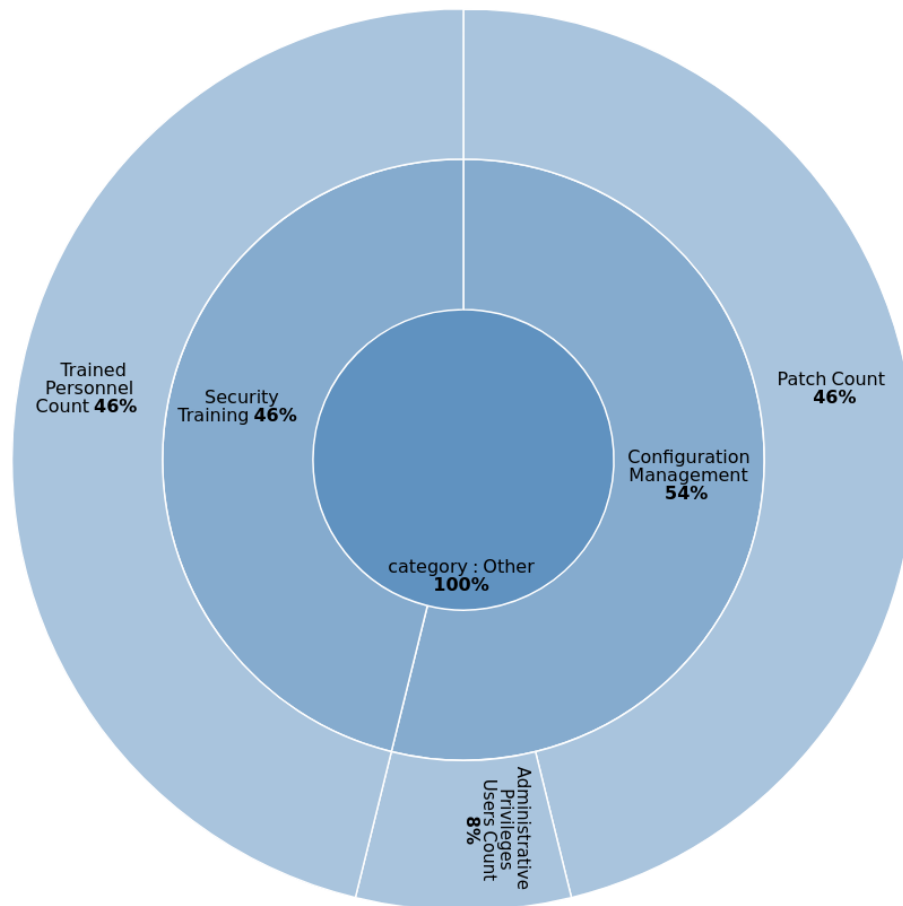 Trained
Personnel
Count 46%
Security
Training 46%
category : Other
100%
Configuration
Management
54%
Patch Count
46%
Administrative
Privileges
Users Count
8%